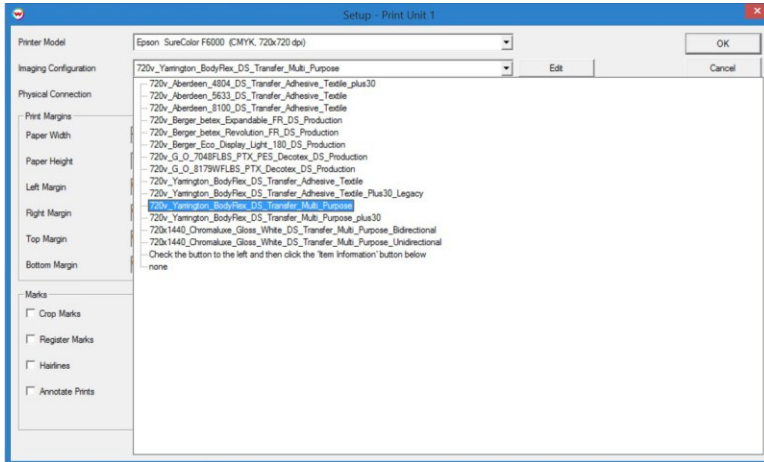 Setup - Print Unit 1
Printer Model
Epson SureColor F6000 (CMYK, 720x720 dpi)
OK
Imaging Configuration
720v_Yarrington_BodyFlex_DS_Transfer_Multi_Purpose
Edit
Cancel
Physical Connection
720v_Aberdeen_4804_DS_Transfer_Adhesive_Textile_plus30
720v_Aberdeen_5633_DS_Transfer_Adhesive_Textile
720v_Aberdeen_8100_DS_Transfer_Adhesive_Textile
Print Margins
720v_Berger_betex_Expandable_FR_DS_Production
Paper Width
720v_Berger_betex_Revolution_FR_DS_Production
720v_Berger_Eco_Display_Light_180_DS_Production
Paper Height
720v_G_O_7048FLBS_PTX_PES_Decotex_DS_Production
720v_G_O_8179WFLBS_PTX_Decotex_DS_Production
Left Margin
720v_Yarrington_BodyFlex_DS_Transfer_Adhesive_Textile
720v_Yarrington_BodyFlex_DS_Transfer_Adhesive_Textile_Plus30_Legacy
720v_Yarrington_BodyFlex_DS_Transfer_Multi_Purpose
Right Margin
720v_Yarrington_BodyFlex_DS_Transfer_Multi_Purpose_plus30
720x1440_Chromaluxe_Gloss_White_DS_Transfer_Multi_Purpose_Bidirectional
Top Margin
720x1440_Chromaluxe_Gloss_White_DS_Transfer_Multi_Purpose_Unidirectional
Check the button to the left and then click the 'Item Information' button below
Bottom Margin
none
Marks
Crop Marks
Register Marks
Hairlines
Annotate Prints